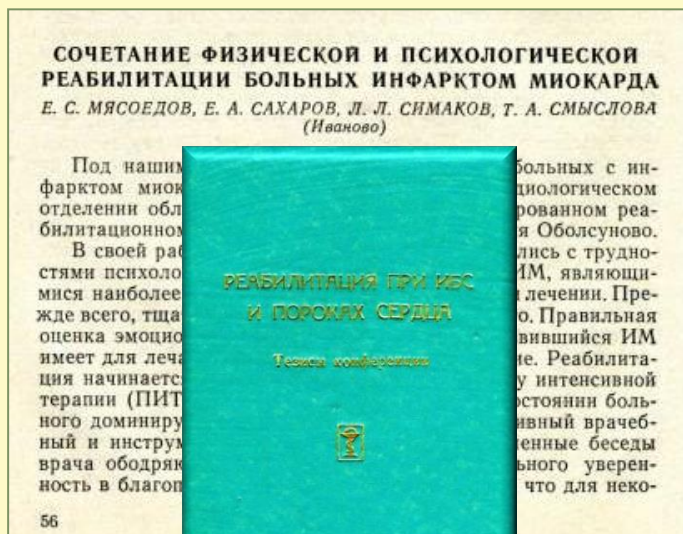 СОЧЕТАНИЕ ФИЗИЧЕСКОЙ И ПСИХОЛОГИЧЕСКОЙ
РЕАБИЛИТАЦИИ БОЛЬНЫХ ИНФАРКТОМ МИОКАРДА
Е. С. МЯСОЕДОВ, Е. А. САХАРОВ, Л. Л. СИМАКОВ, Т. А. СМЫСЛОВА
(Иваново)
Под нашим больных с ин-
фарктом миок диологическом
отделении обл рованном реа-
билитационном я Оболсуново.
В своей раб лись с трудно-
стями психоло ИМ, являющи-
мися наиболее лечении. Пре-
жде всего, тща о. Правильная
оценка эмоцио вившийся ИМ
имеет для леча ие. Реабилита-
ция начинаетс у интенсивной
терапии (ПИТ остоянии боль-
ного доминиру ивный врачеб-
ный и инструм енные беседы
врача ободряю ьного уверен-
ность в благоп что для неко-
56
РЕАБИЛИТАЦИЯ ПРИ ИБС
И ПОРОКАХ СЕРДЦА
Тезисы конференции